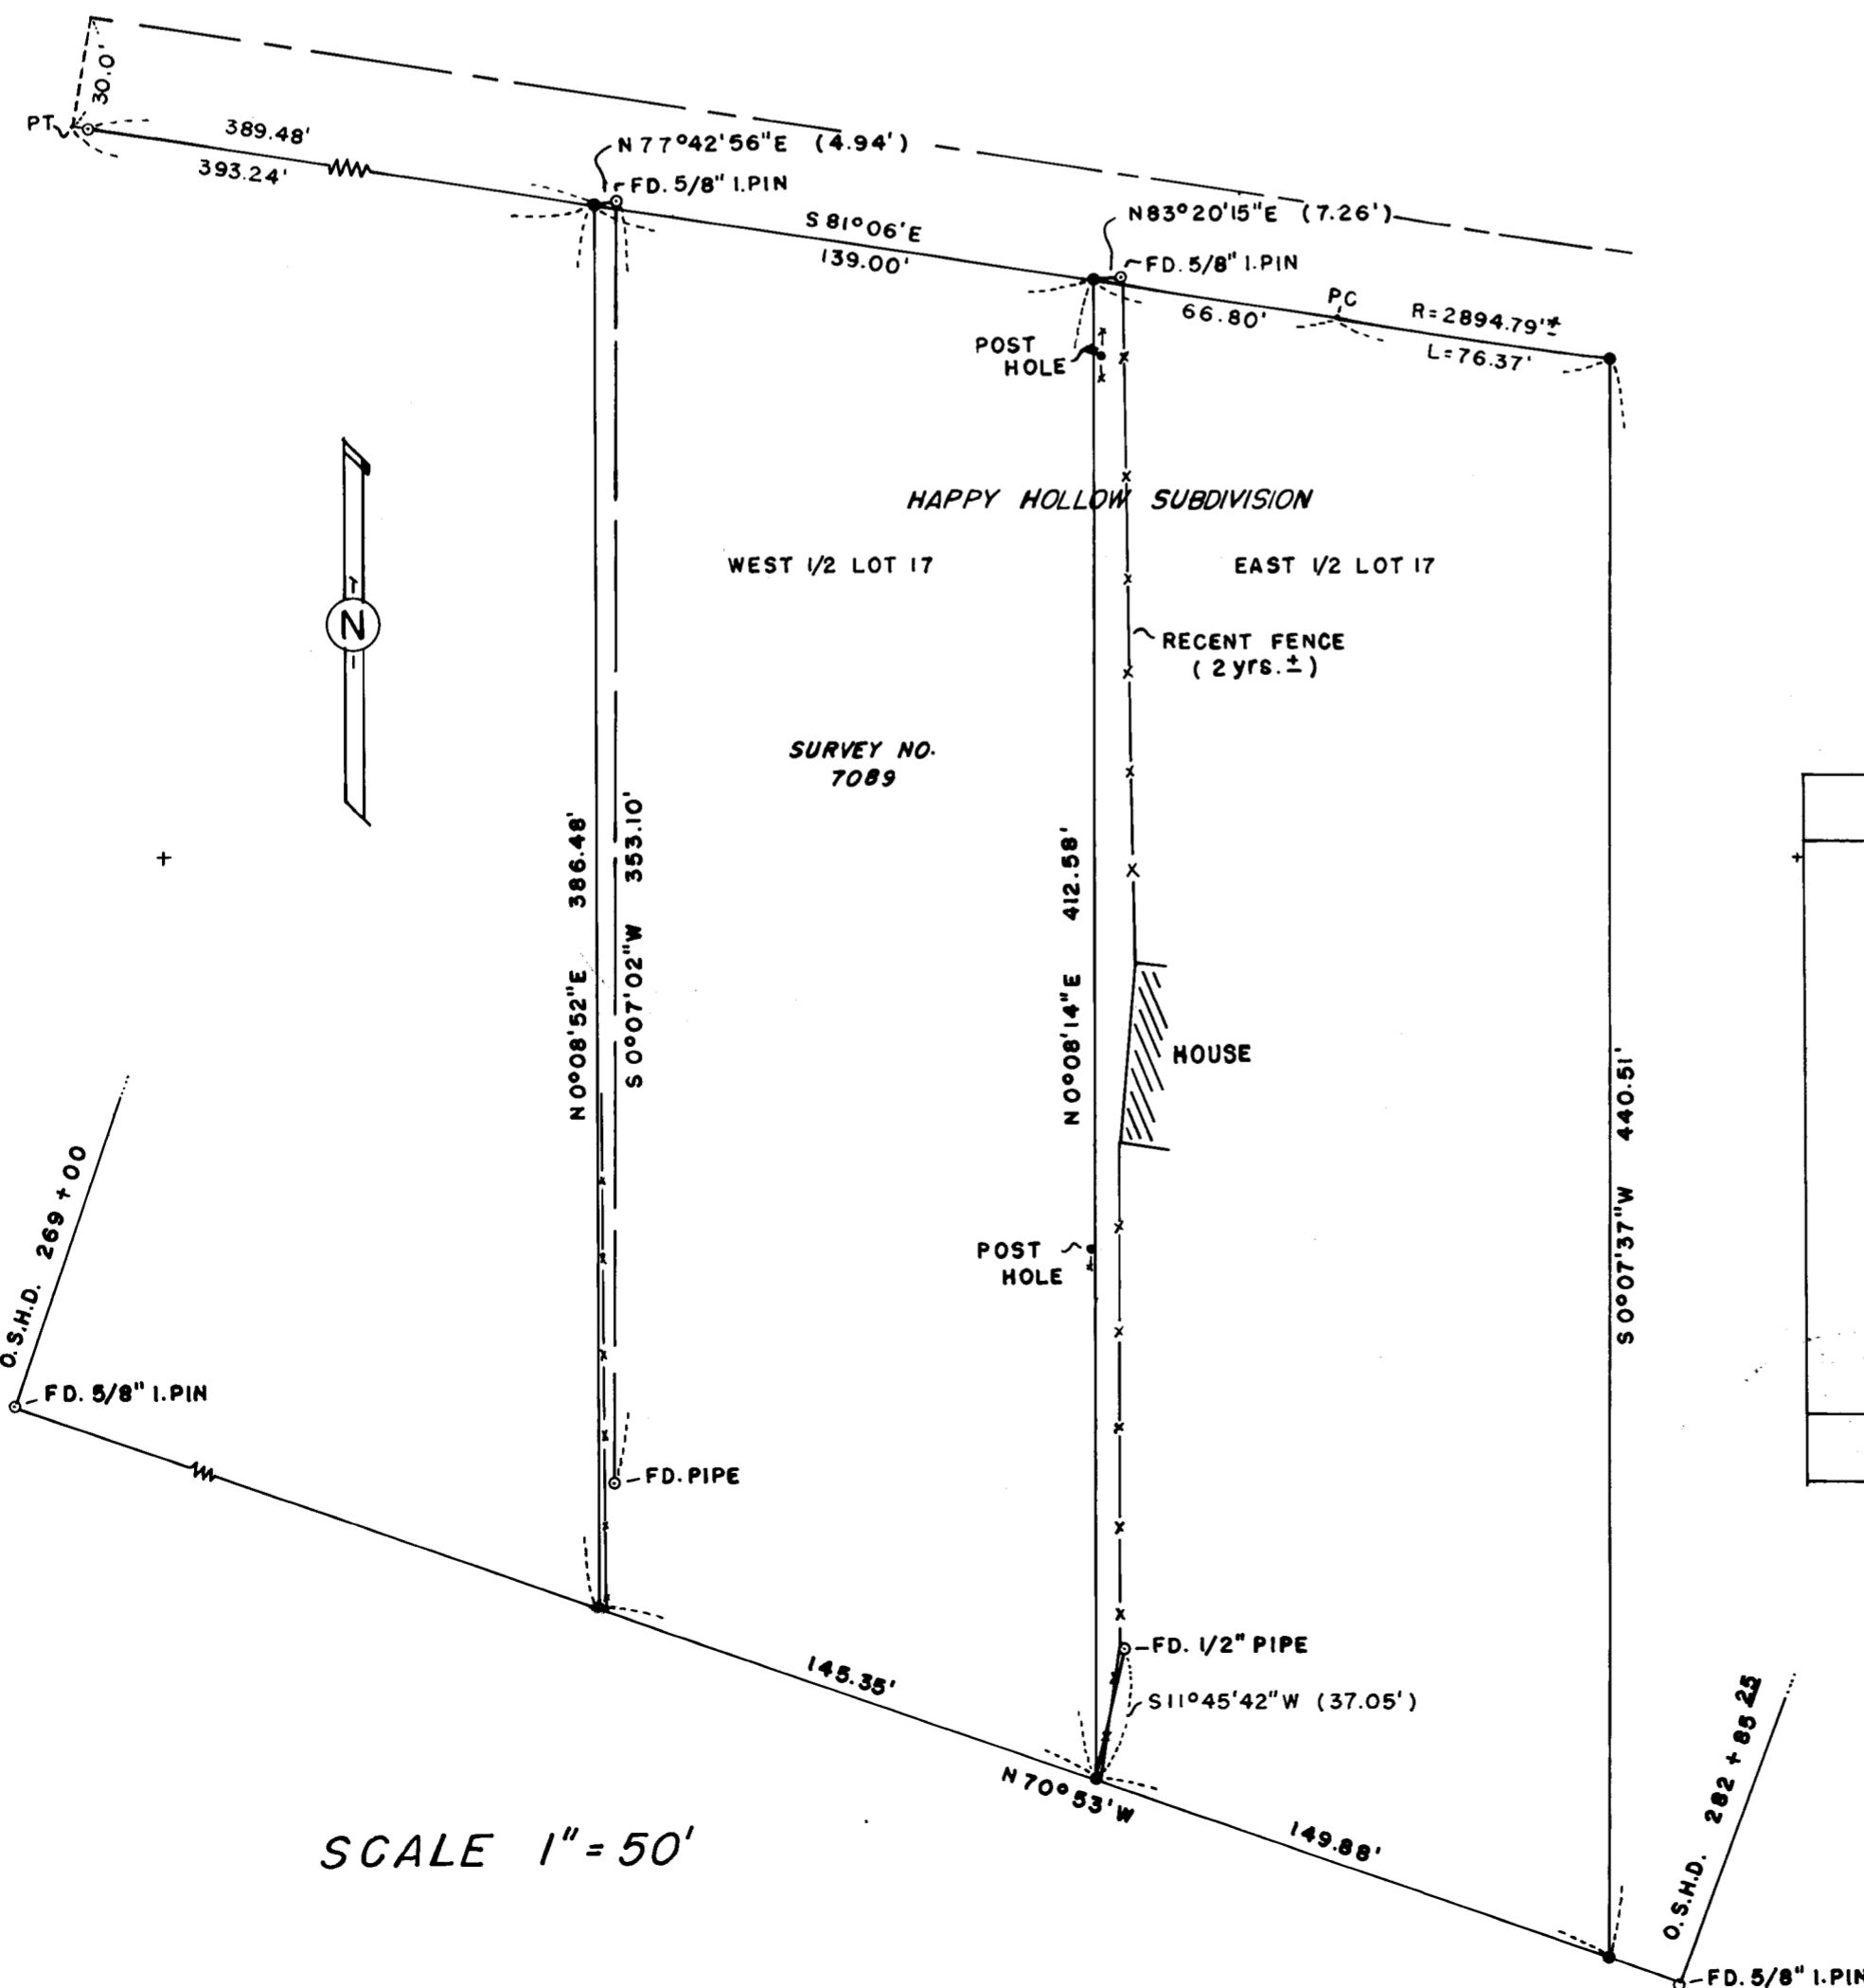 30.0'
PT
389.48'
393.24'
N 77°42'56"E (4.94')
FD. 5/8" I.PIN
S 81°06'E
139.00'
N83°20'15"E (7.26')
FD. 5/8" I.PIN
66.80'
PC
R=2894.79'±
L=76.37'
POST
HOLE
HAPPY HOLLOW SUBDIVISION
WEST 1/2 LOT 17
EAST 1/2 LOT 17
N
RECENT FENCE
(2 yrs.±)
SURVEY NO.
7089
N0°08'52"E 386.48'
S 0°07'02"W 353.10'
N0°08'14"E 412.58'
HOUSE
S0°07'37"W 440.51'
O.S.H.D. 269+00
FD. 5/8" I.PIN
POST
HOLE
FD. PIPE
FD. 1/2" PIPE
145.35'
S11°45'42"W (37.05')
N 70°53'W
149.88'
O.S.H.D. 282+85 25
FD. 5/8" I.PIN
SCALE 1"=50'